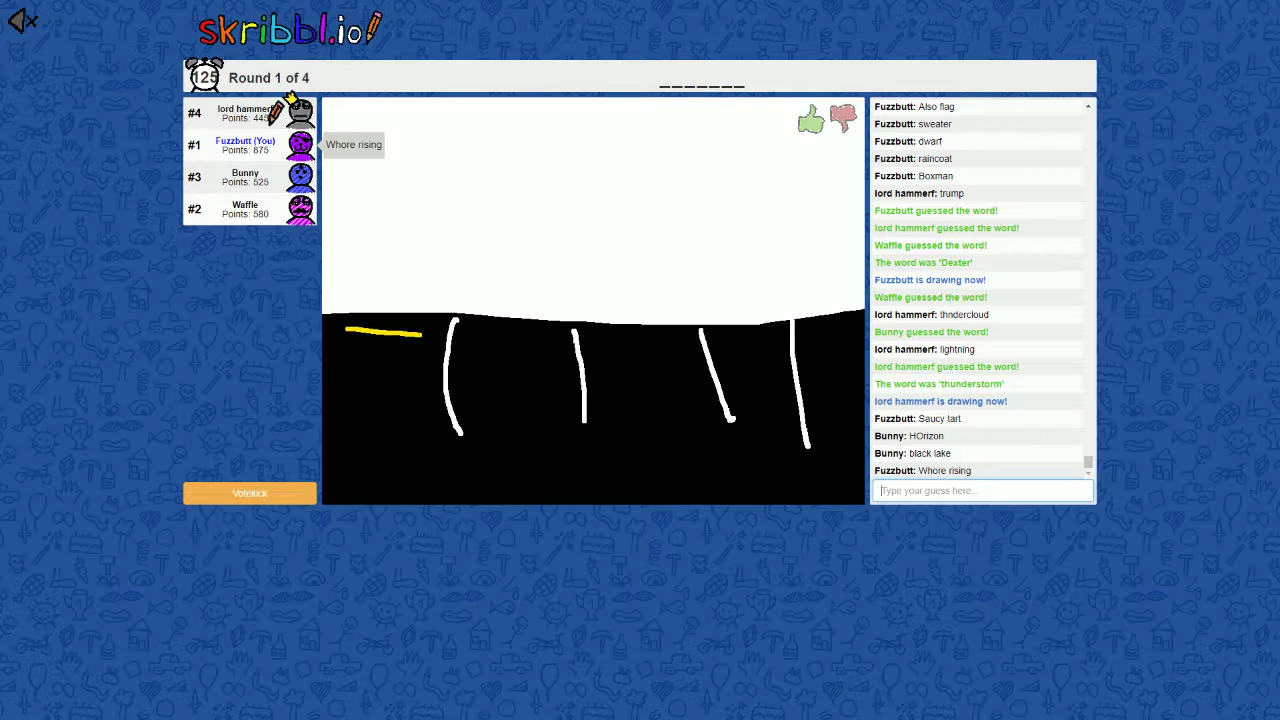 skribbl.io
125
Round 1 of 4
_______
#4
lord hammerf
Points: 445
#1
Fuzzbutt (You)
Points: 875
Whore rising
#3
Bunny
Points: 525
#2
Waffle
Points: 580
Votekick
Fuzzbutt: Also flag
Fuzzbutt: sweater
Fuzzbutt: dwarf
Fuzzbutt: raincoat
Fuzzbutt: Boxman
lord hammerf: trump
Fuzzbutt guessed the word!
lord hammerf guessed the word!
Waffle guessed the word!
The word was 'Dexter'
Fuzzbutt is drawing now!
Waffle guessed the word!
lord hammerf: thndercloud
Bunny guessed the word!
lord hammerf: lightning
lord hammerf guessed the word!
The word was 'thunderstorm'
lord hammerf is drawing now!
Fuzzbutt: Saucy tart
Bunny: HOrizon
Bunny: black lake
Fuzzbutt: Whore rising
Type your guess here...